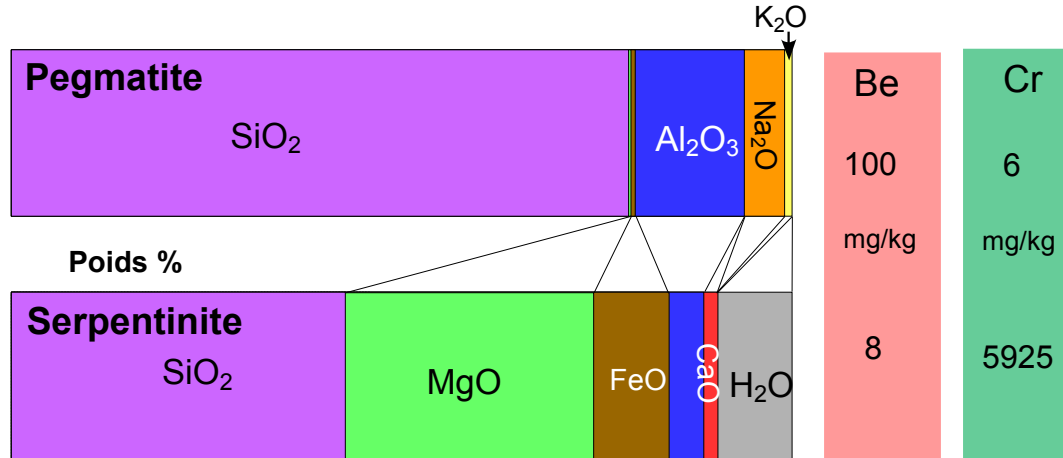 K₂O
Pegmatite
SiO₂
Al₂O₃
Na₂O
Be
Cr
100
6
mg/kg
mg/kg
Poids %
Serpentinite
SiO₂
MgO
FeO
CaO
H₂O
8
5925